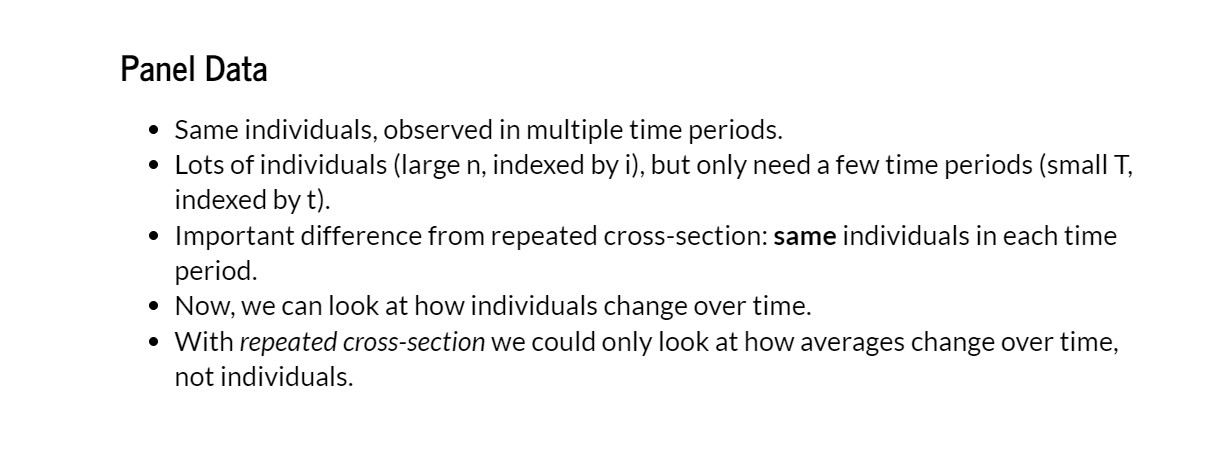 Panel Data
• Same individuals, observed in multiple time periods.
• Lots of individuals (large n, indexed by i), but only need a few time periods (small T,
indexed by t).
• Important difference from repeated cross-section: same individuals in each time
period.
• Now, we can look at how individuals change over time.
• With repeated cross-section we could only look at how averages change over time,
not individuals.